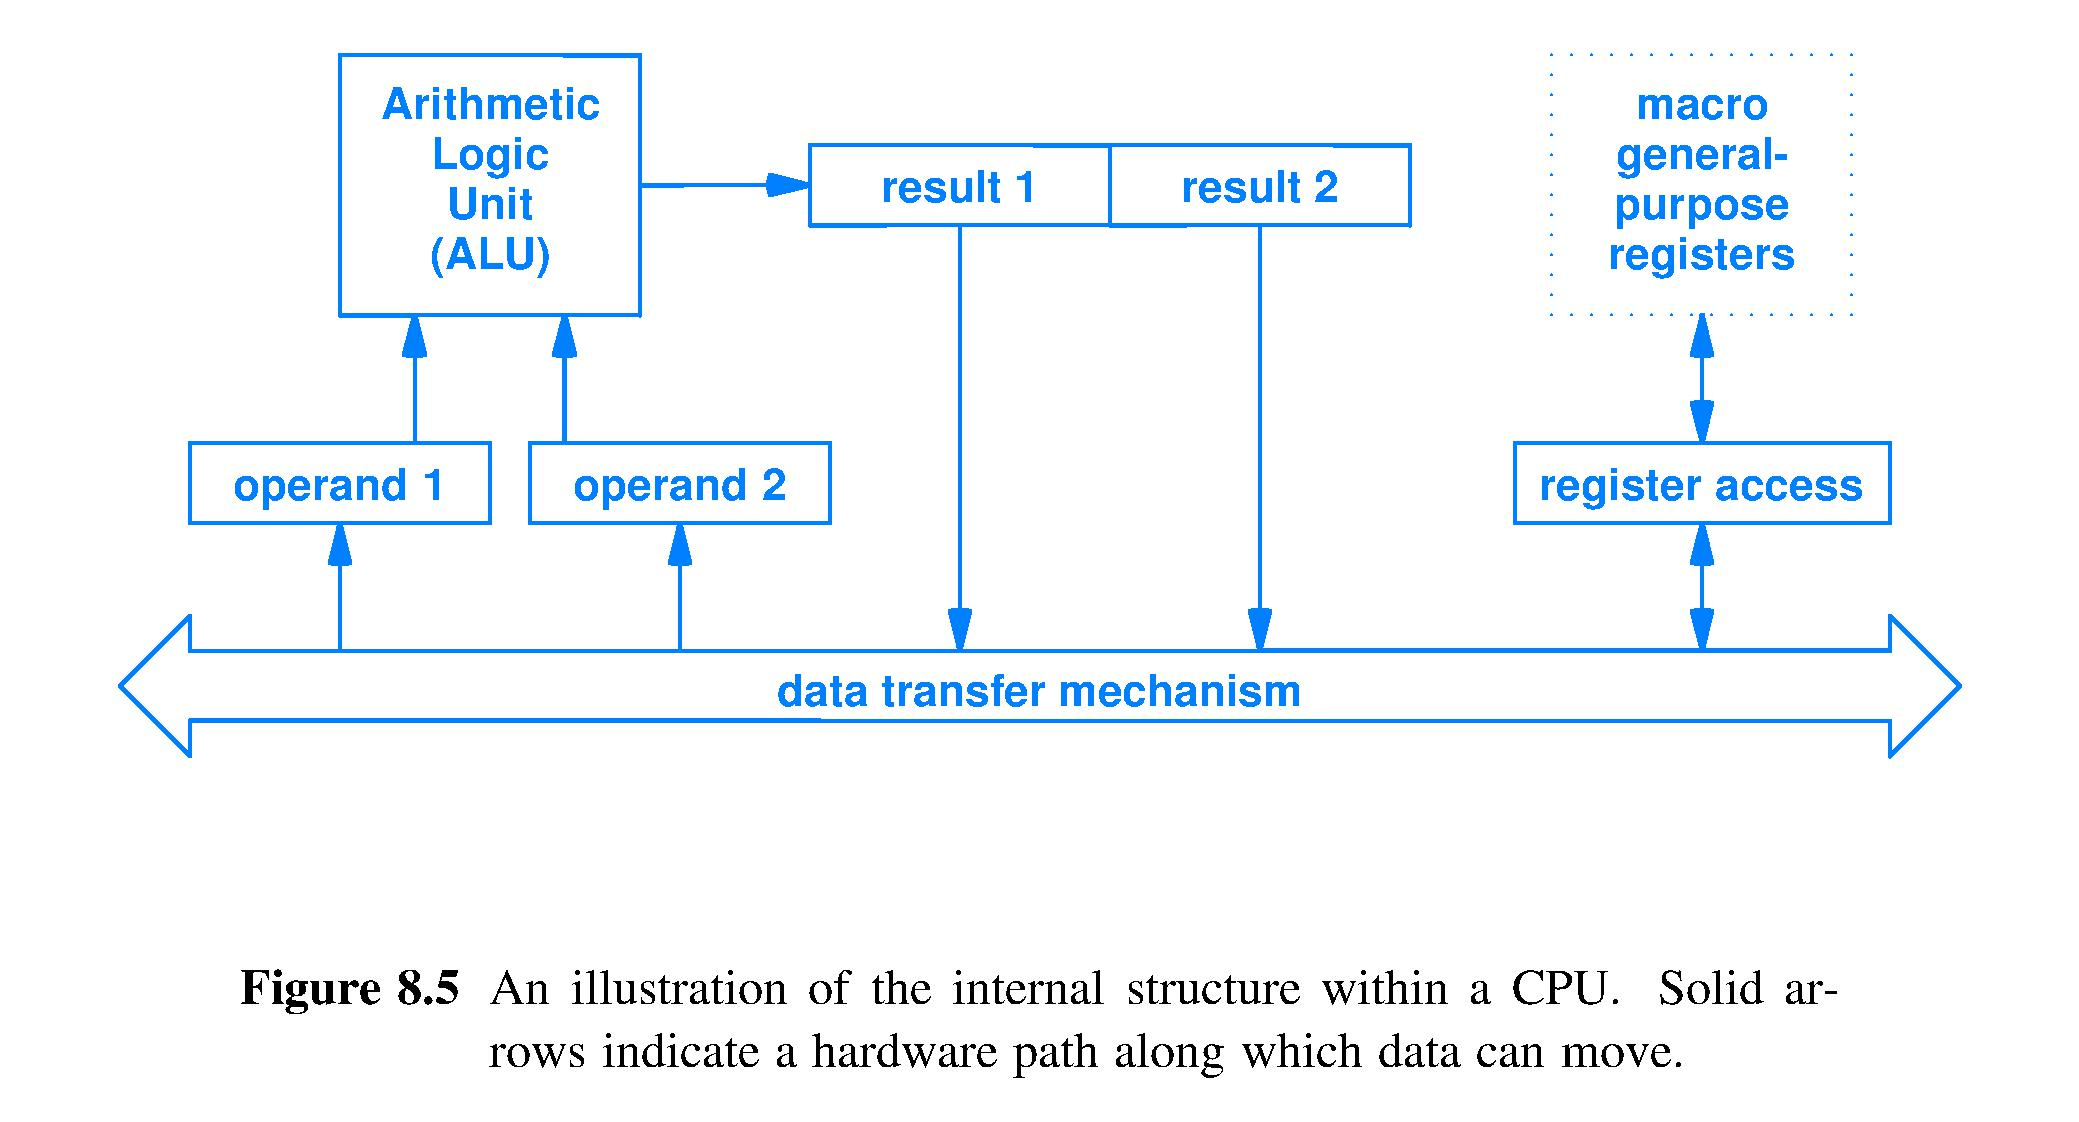 Arithmetic
Logic
Unit
(ALU)
result 1
result 2
macro
general-
purpose
registers
operand 1
operand 2
register access
data transfer mechanism
Figure 8.5 An illustration of the internal structure within a CPU. Solid ar-
rows indicate a hardware path along which data can move.